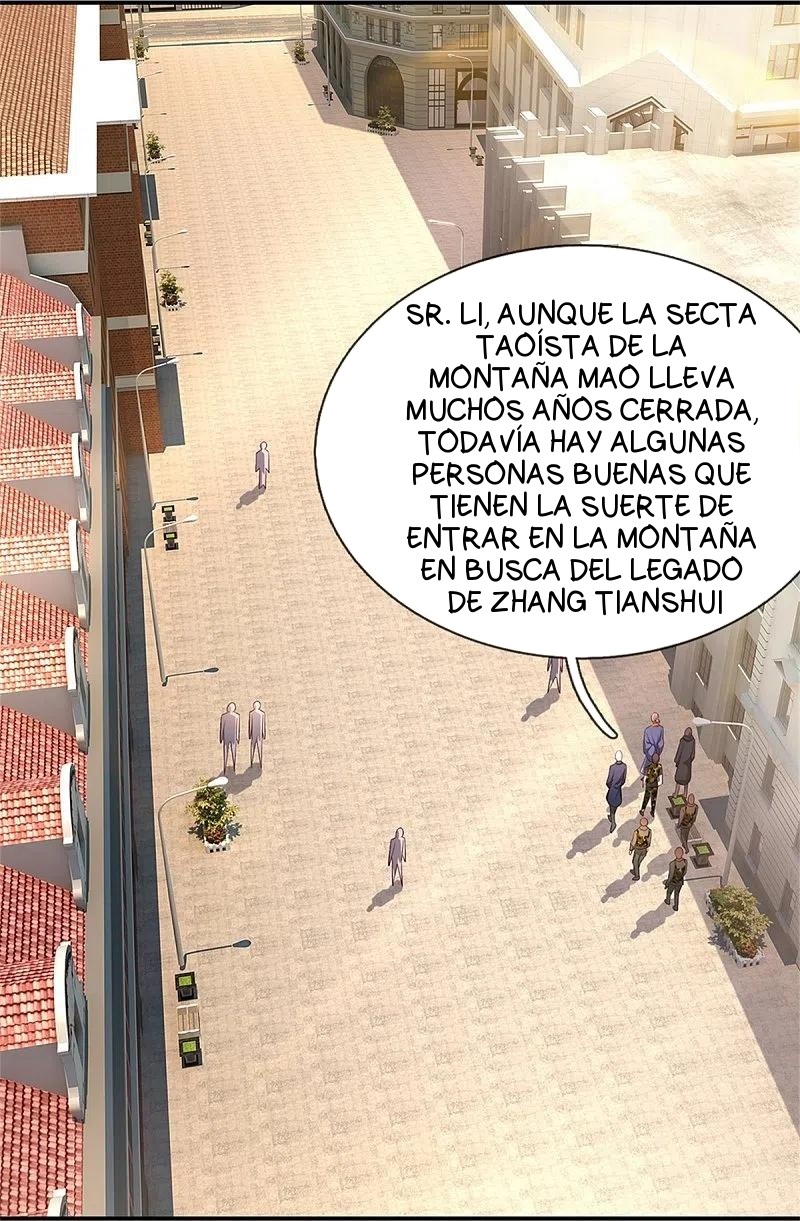 SR. LI, AUNQUE LA SECTA
TAOÍSTA DE LA
MONTAÑA MAO LLEVA
MUCHOS AÑOS CERRADA,
TODAVÍA HAY ALGUNAS
PERSONAS BUENAS QUE
TIENEN LA SUERTE DE
ENTRAR EN LA MONTAÑA
EN BUSCA DEL LEGADO
DE ZHANG TIANSHUI